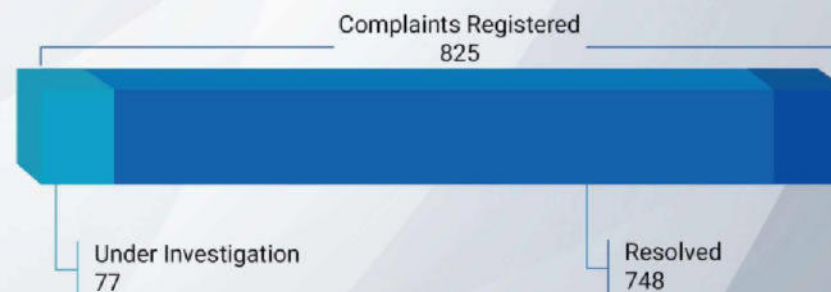 Complaints Registered
825
Under Investigation
77
Resolved
748